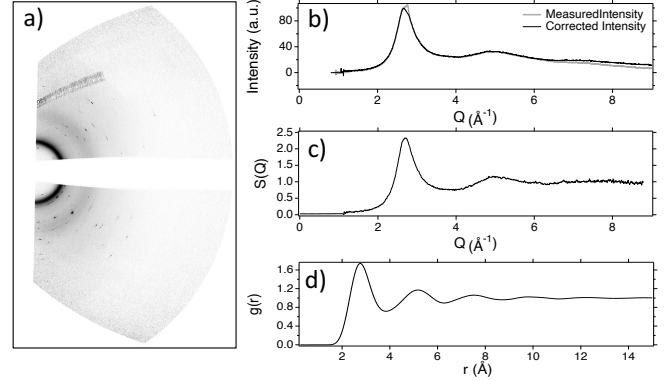 a)
b)
Intensity (a.u.)
100
80
40
0
MeasuredIntensity
Corrected Intensity
0 2 4 6 8
Q (Å-1)
c)
S(Q)
2.5
2.0
1.5
1.0
0.5
0.0
0 2 4 6 8
Q (Å-1)
d)
g(r)
1.6
1.2
0.8
0.4
0.0
2 4 6 8 10 12 14
r (Å)